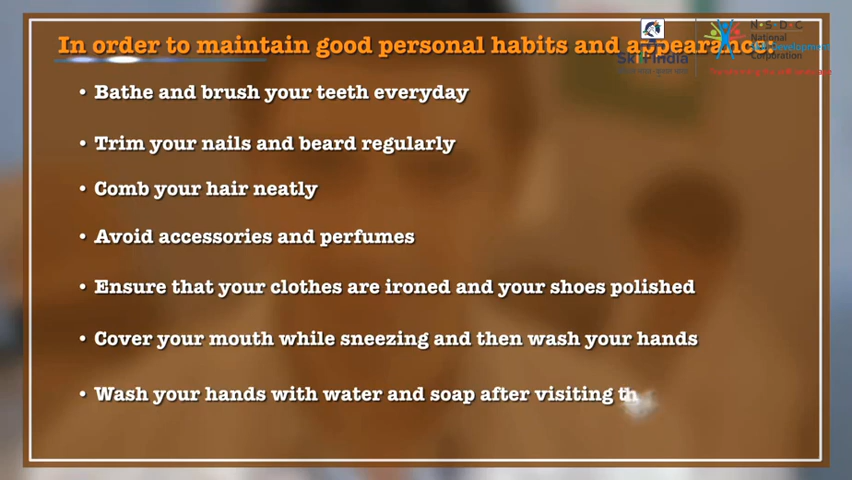 In order to maintain good personal habits and appearance:
• Bathe and brush your teeth everyday
• Trim your nails and beard regularly
• Comb your hair neatly
• Avoid accessories and perfumes
• Ensure that your clothes are ironed and your shoes polished
• Cover your mouth while sneezing and then wash your hands
• Wash your hands with water and soap after visiting th
Skill India
N·S·D·C
National
Skill Development
Corporation